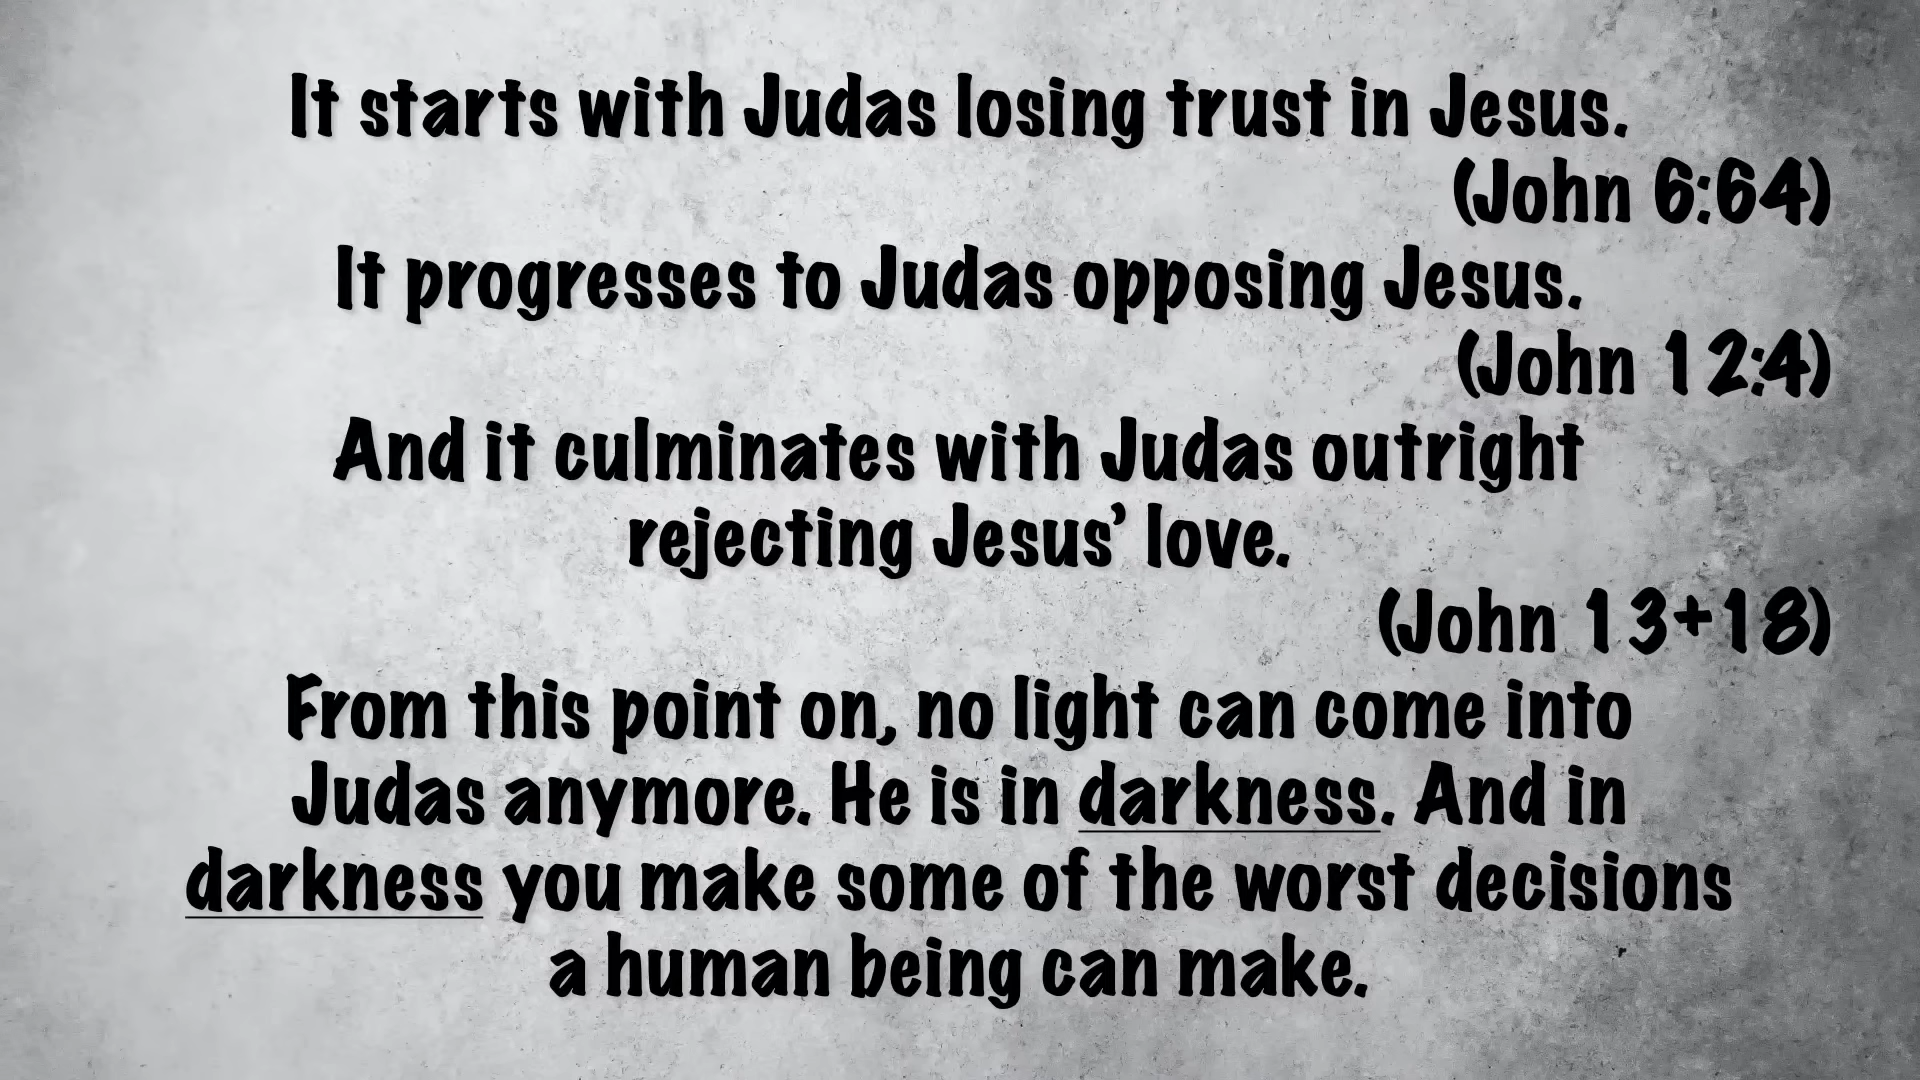 It starts with Judas losing trust in Jesus.
(John 6:64)
It progresses to Judas opposing Jesus.
(John 12:4)
And it culminates with Judas outright
rejecting Jesus’ love.
(John 13+18)
From this point on, no light can come into
Judas anymore. He is in darkness. And in
darkness you make some of the worst decisions
a human being can make.